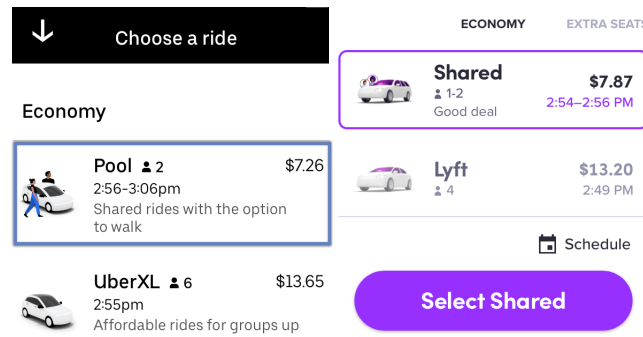 Choose a ride
Economy
Pool 2
$7.26
2:56-3:06pm
Shared rides with the option
to walk
UberXL 6
$13.65
2:55pm
Affordable rides for groups up
ECONOMY
EXTRA SEATS
Shared
$7.87
1-2
2:54–2:56 PM
Good deal
Lyft
$13.20
4
2:49 PM
Schedule
Select Shared